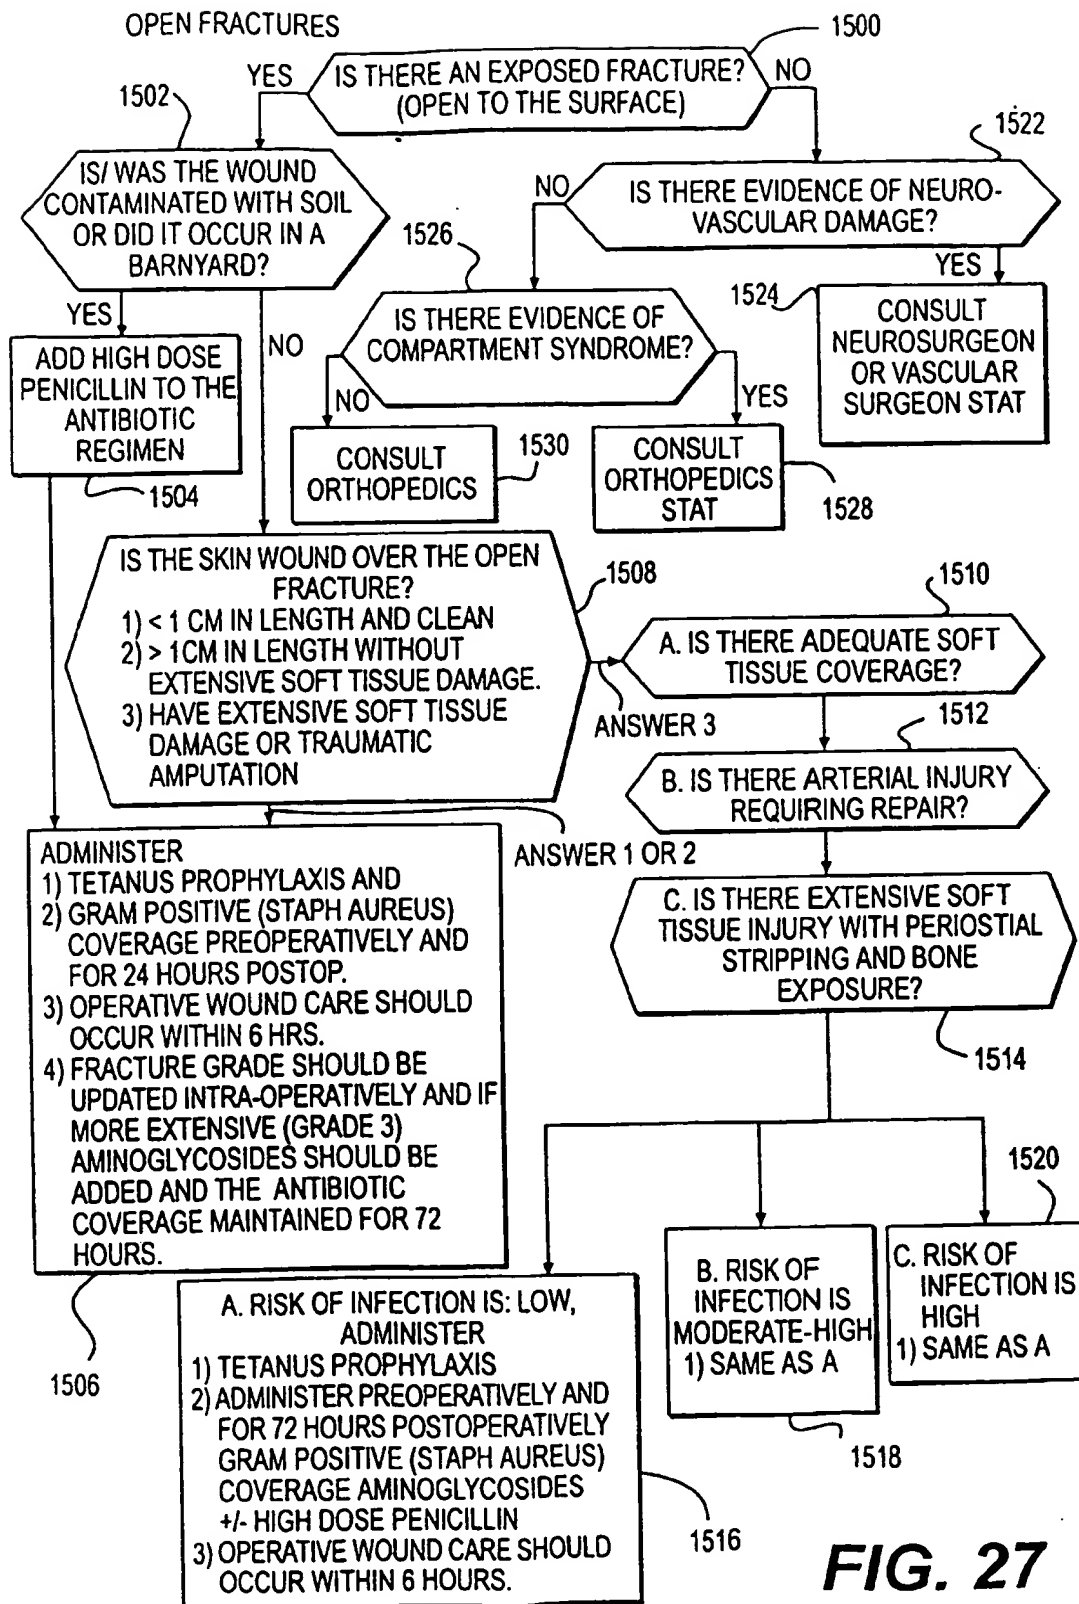 OPEN FRACTURES
1500
IS THERE AN EXPOSED FRACTURE?
(OPEN TO THE SURFACE)
YES
NO
1502
IS/ WAS THE WOUND
CONTAMINATED WITH SOIL
OR DID IT OCCUR IN A
BARNYARD?
1522
IS THERE EVIDENCE OF NEURO-
VASCULAR DAMAGE?
NO
YES
1526
IS THERE EVIDENCE OF
COMPARTMENT SYNDROME?
1524
CONSULT
NEUROSURGEON
OR VASCULAR
SURGEON STAT
YES
NO
ADD HIGH DOSE
PENICILLIN TO THE
ANTIBIOTIC
REGIMEN
1504
NO
YES
CONSULT
ORTHOPEDICS
1530
CONSULT
ORTHOPEDICS
STAT
1528
IS THE SKIN WOUND OVER THE OPEN
FRACTURE?
1) < 1 CM IN LENGTH AND CLEAN
2) > 1CM IN LENGTH WITHOUT
EXTENSIVE SOFT TISSUE DAMAGE.
3) HAVE EXTENSIVE SOFT TISSUE
DAMAGE OR TRAUMATIC
AMPUTATION
1508
ANSWER 3
1510
A. IS THERE ADEQUATE SOFT
TISSUE COVERAGE?
1512
B. IS THERE ARTERIAL INJURY
REQUIRING REPAIR?
ANSWER 1 OR 2
C. IS THERE EXTENSIVE SOFT
TISSUE INJURY WITH PERIOSTIAL
STRIPPING AND BONE
EXPOSURE?
1514
ADMINISTER
1) TETANUS PROPHYLAXIS AND
2) GRAM POSITIVE (STAPH AUREUS)
COVERAGE PREOPERATIVELY AND
FOR 24 HOURS POSTOP.
3) OPERATIVE WOUND CARE SHOULD
OCCUR WITHIN 6 HRS.
4) FRACTURE GRADE SHOULD BE
UPDATED INTRA-OPERATIVELY AND IF
MORE EXTENSIVE (GRADE 3)
AMINOGLYCOSIDES SHOULD BE
ADDED AND THE ANTIBIOTIC
COVERAGE MAINTAINED FOR 72
HOURS.
1506
A. RISK OF INFECTION IS: LOW,
ADMINISTER
1) TETANUS PROPHYLAXIS
2) ADMINISTER PREOPERATIVELY AND
FOR 72 HOURS POSTOPERATIVELY
GRAM POSITIVE (STAPH AUREUS)
COVERAGE AMINOGLYCOSIDES
+/- HIGH DOSE PENICILLIN
3) OPERATIVE WOUND CARE SHOULD
OCCUR WITHIN 6 HOURS.
1516
B. RISK OF
INFECTION IS
MODERATE-HIGH
1) SAME AS A
1518
1520
C. RISK OF
INFECTION IS
HIGH
1) SAME AS A
FIG. 27